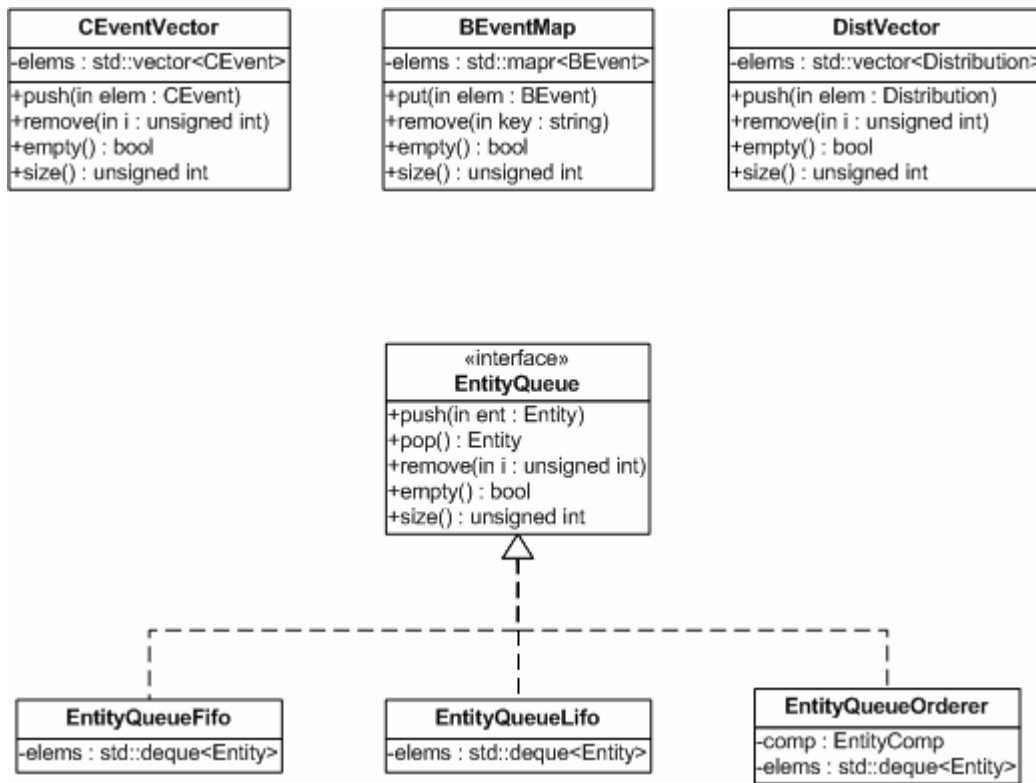 CEventVector
-elems : std::vector<CEvent>
+push(in elem : CEvent)
+remove(in i : unsigned int)
+empty() : bool
+size() : unsigned int
BEventMap
-elems : std::mapr<BEvent>
+put(in elem : BEvent)
+remove(in key : string)
+empty() : bool
+size() : unsigned int
DistVector
-elems : std::vector<Distribution>
+push(in elem : Distribution)
+remove(in i : unsigned int)
+empty() : bool
+size() : unsigned int
«interface»
EntityQueue
+push(in ent : Entity)
+pop() : Entity
+remove(in i : unsigned int)
+empty() : bool
+size() : unsigned int
EntityQueueFifo
-elems : std::deque<Entity>
EntityQueueLifo
-elems : std::deque<Entity>
EntityQueueOrderer
-comp : EntityComp
-elems : std::deque<Entity>